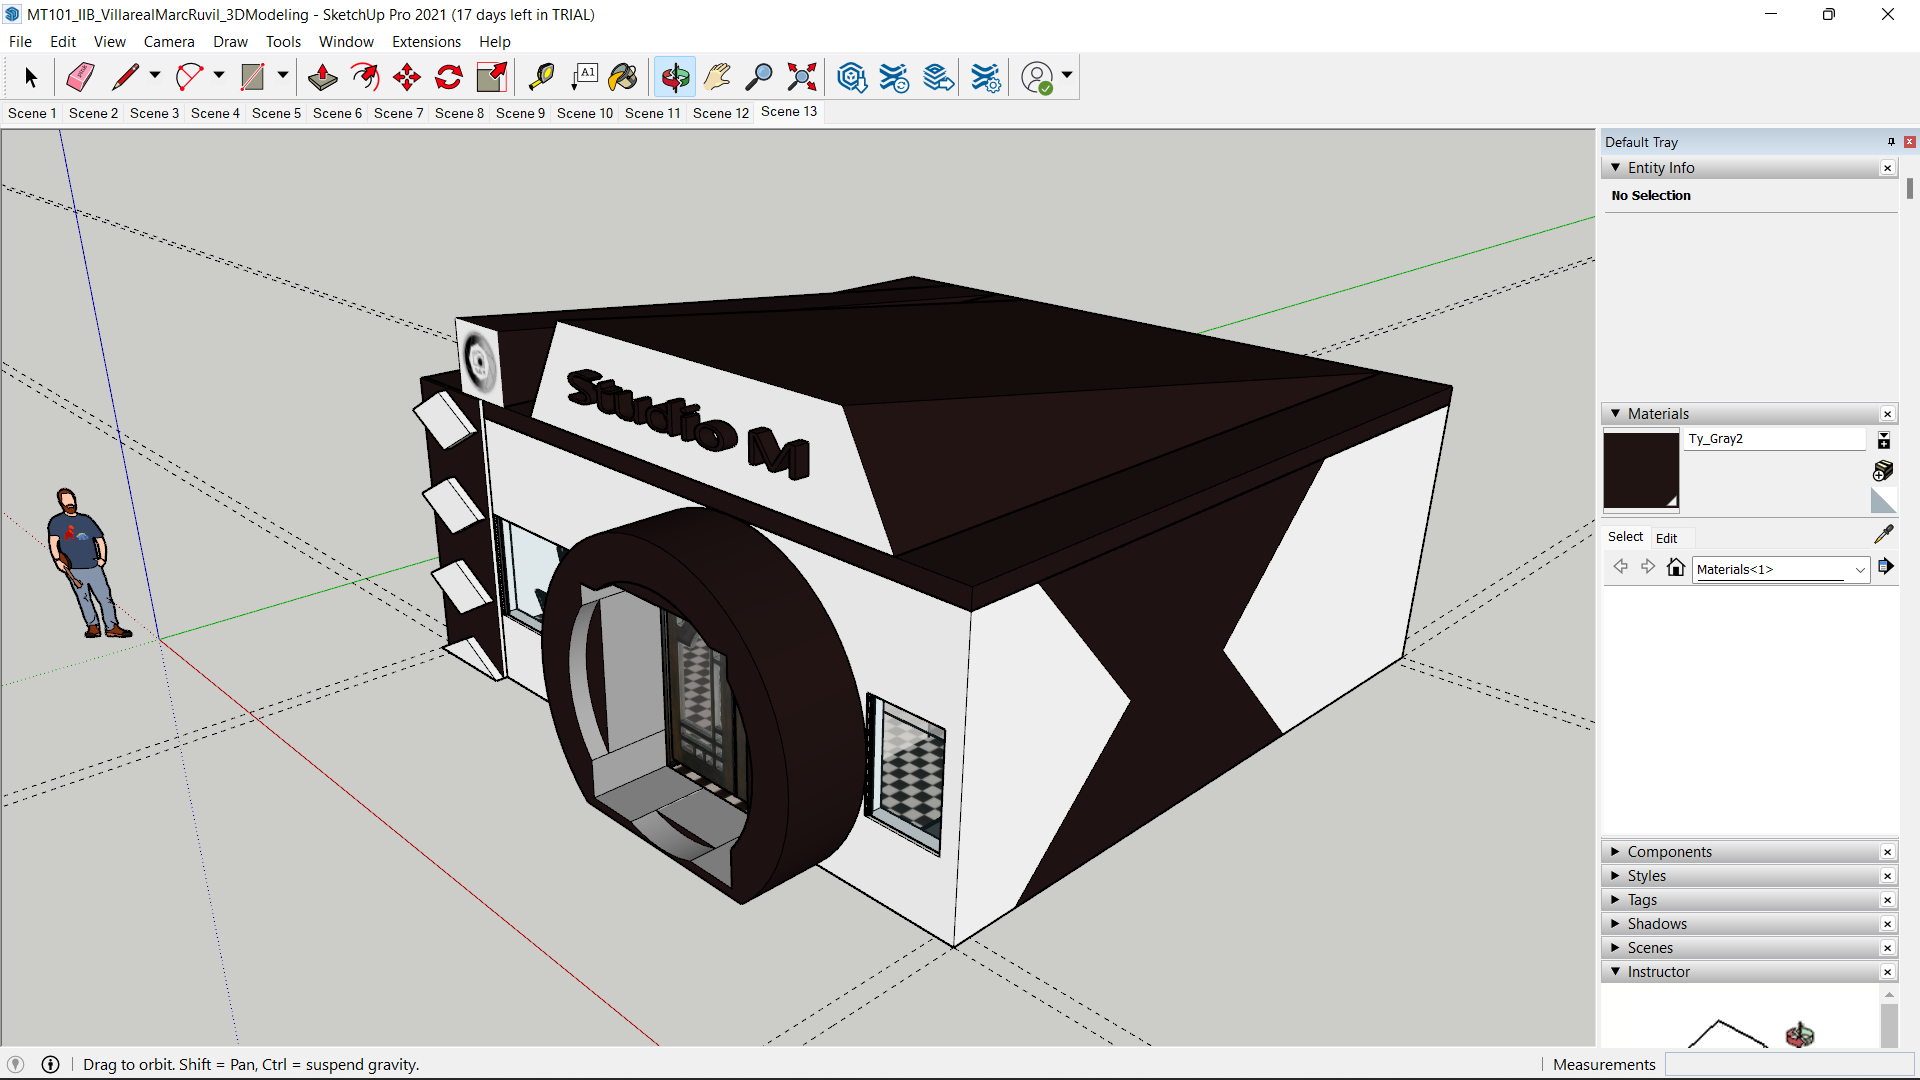 MT101_IIB_VillarealMarcRuvil_3DModeling - SketchUp Pro 2021 (17 days left in TRIAL)
File Edit View Camera Draw Tools Window Extensions Help
A1
Scene 1 Scene 2 Scene 3 Scene 4 Scene 5 Scene 6 Scene 7 Scene 8 Scene 9 Scene 10 Scene 11 Scene 12 Scene 13
Default Tray
Entity Info
No Selection
Studio M
Materials
Ty_Gray2
Select Edit
Materials<1>
Components
Styles
Tags
Shadows
Scenes
Instructor
Drag to orbit. Shift = Pan, Ctrl = suspend gravity.
Measurements